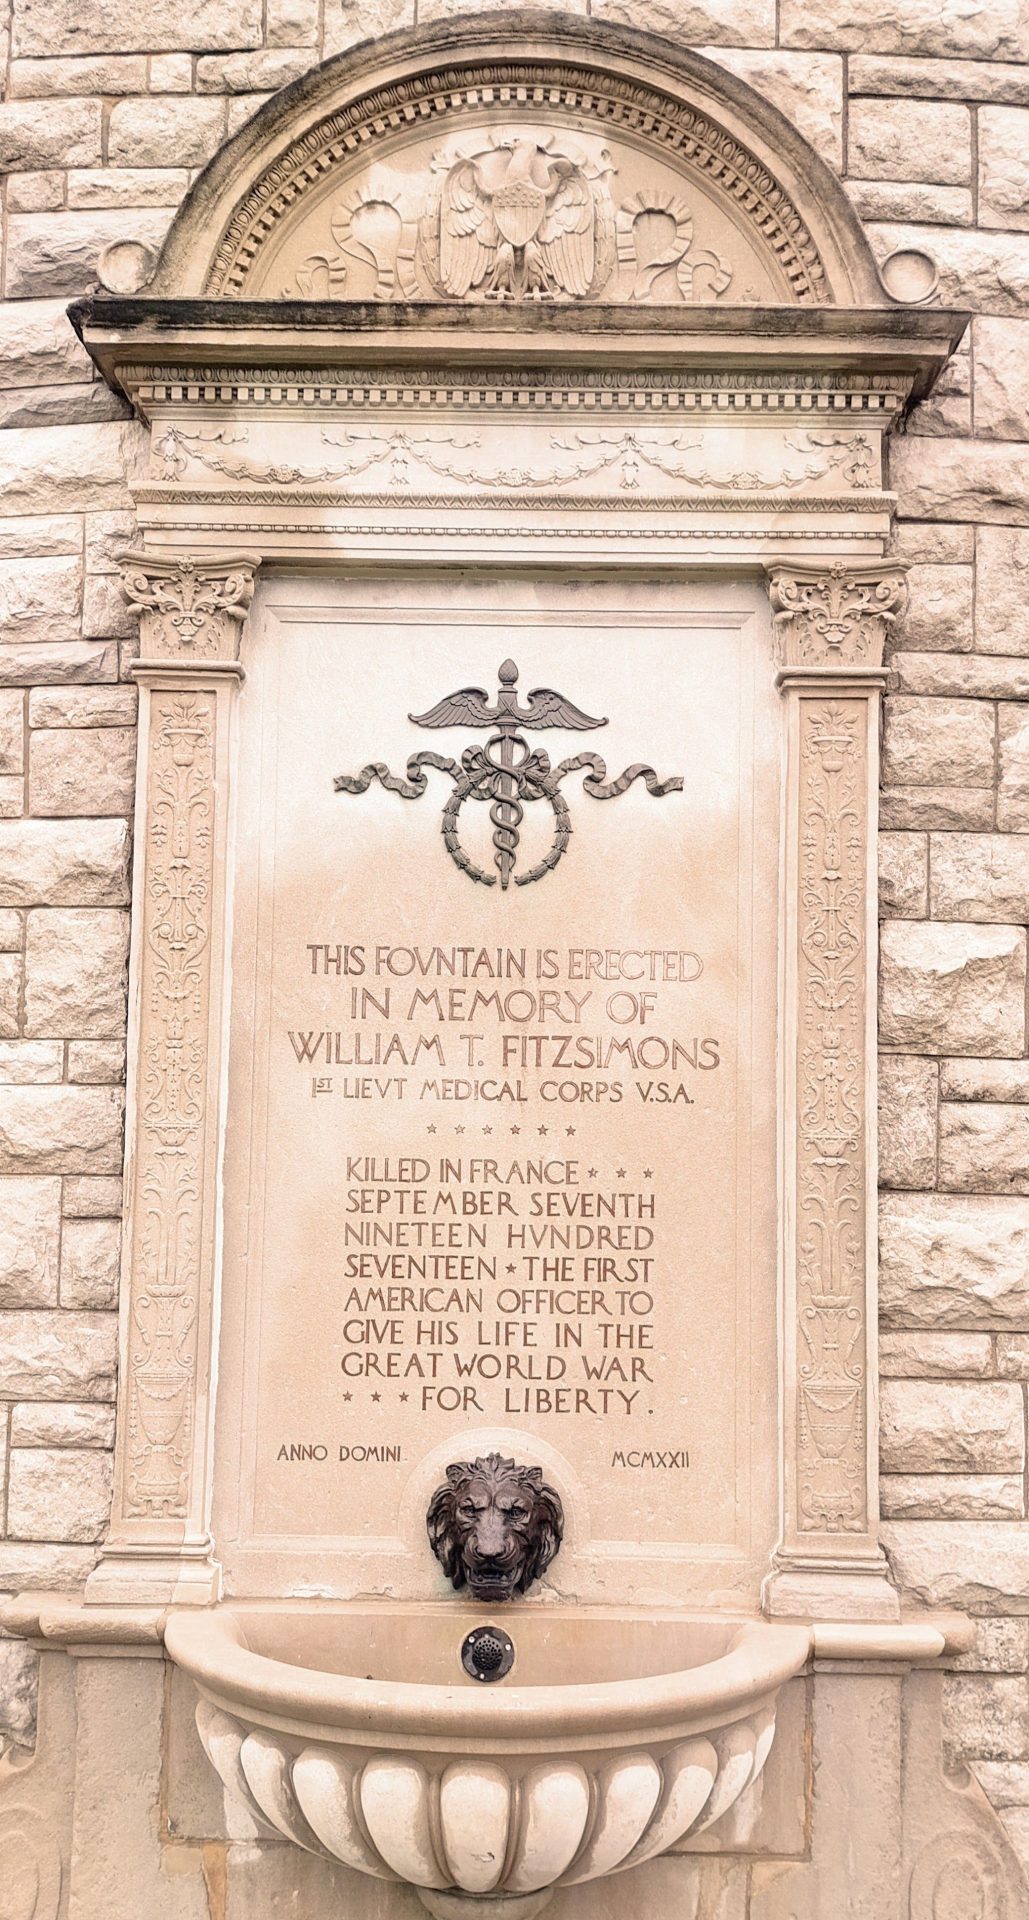 THIS FOVNTAIN IS ERECTED
IN MEMORY OF
WILLIAM T. FITZSIMONS
1ST LIEVT MEDICAL CORPS V.S.A.
★ ★ ★ ★ ★ ★
KILLED IN FRANCE ★ ★ ★
SEPTEMBER SEVENTH
NINETEEN HVNDRED
SEVENTEEN ★ THE FIRST
AMERICAN OFFICER TO
GIVE HIS LIFE IN THE
GREAT WORLD WAR
★ ★ ★ FOR LIBERTY.
ANNO DOMINI MCMXXII